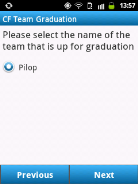 13:57
CF Team Graduation
Please select the name of the
team that is up for graduation
Pilop
Previous
Next